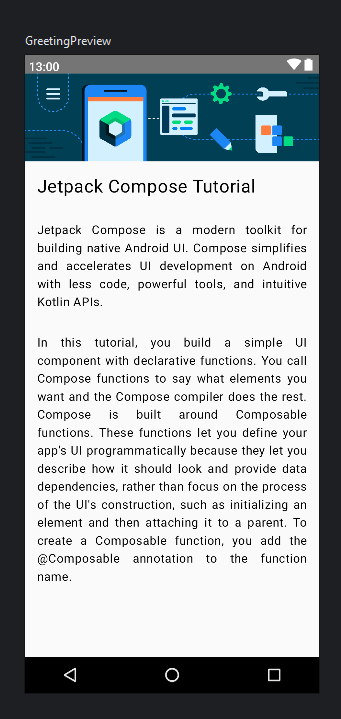 GreetingPreview
13:00
Jetpack Compose Tutorial
Jetpack Compose is a modern toolkit for
building native Android UI. Compose simplifies
and accelerates UI development on Android
with less code, powerful tools, and intuitive
Kotlin APIs.
In this tutorial, you build a simple UI
component with declarative functions. You call
Compose functions to say what elements you
want and the Compose compiler does the rest.
Compose is built around Composable
functions. These functions let you define your
app's UI programmatically because they let you
describe how it should look and provide data
dependencies, rather than focus on the process
of the UI's construction, such as initializing an
element and then attaching it to a parent. To
create a Composable function, you add the
@Composable annotation to the function
name.